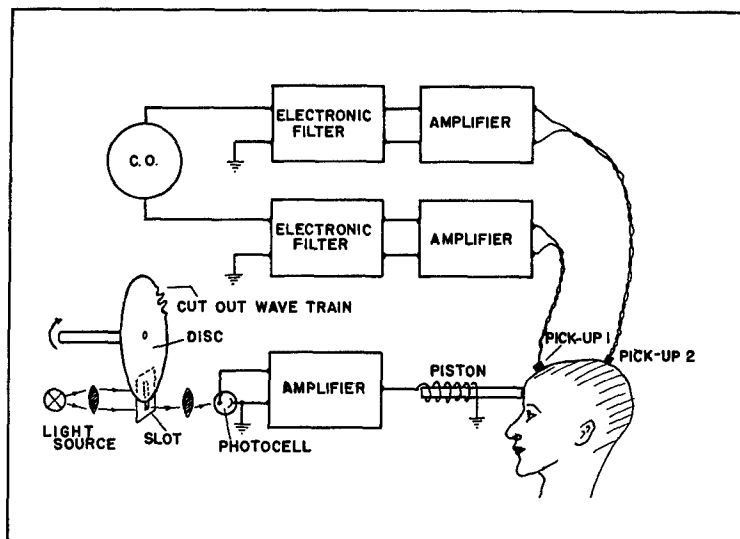 ELECTRONIC
FILTER
AMPLIFIER
C. O.
ELECTRONIC
FILTER
AMPLIFIER
CUT OUT WAVE TRAIN
DISC
PICK-UP 1
PICK-UP 2
PISTON
AMPLIFIER
LIGHT
SOURCE
SLOT
PHOTOCELL